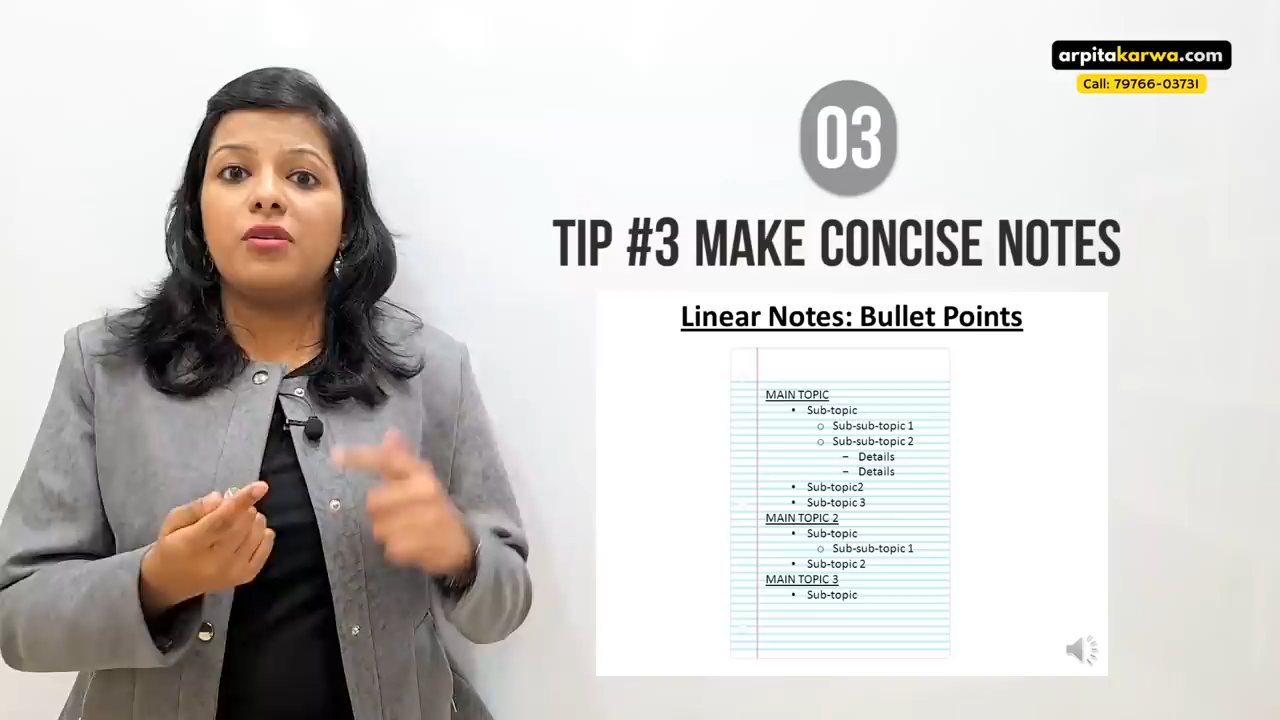 arpitakarwa.com
Call: 79766-03731
03
TIP #3 MAKE CONCISE NOTES
Linear Notes: Bullet Points
MAIN TOPIC
• Sub-topic
○ Sub-sub-topic 1
○ Sub-sub-topic 2
– Details
– Details
• Sub-topic2
• Sub-topic 3
MAIN TOPIC 2
• Sub-topic
○ Sub-sub-topic 1
• Sub-topic 2
MAIN TOPIC 3
• Sub-topic